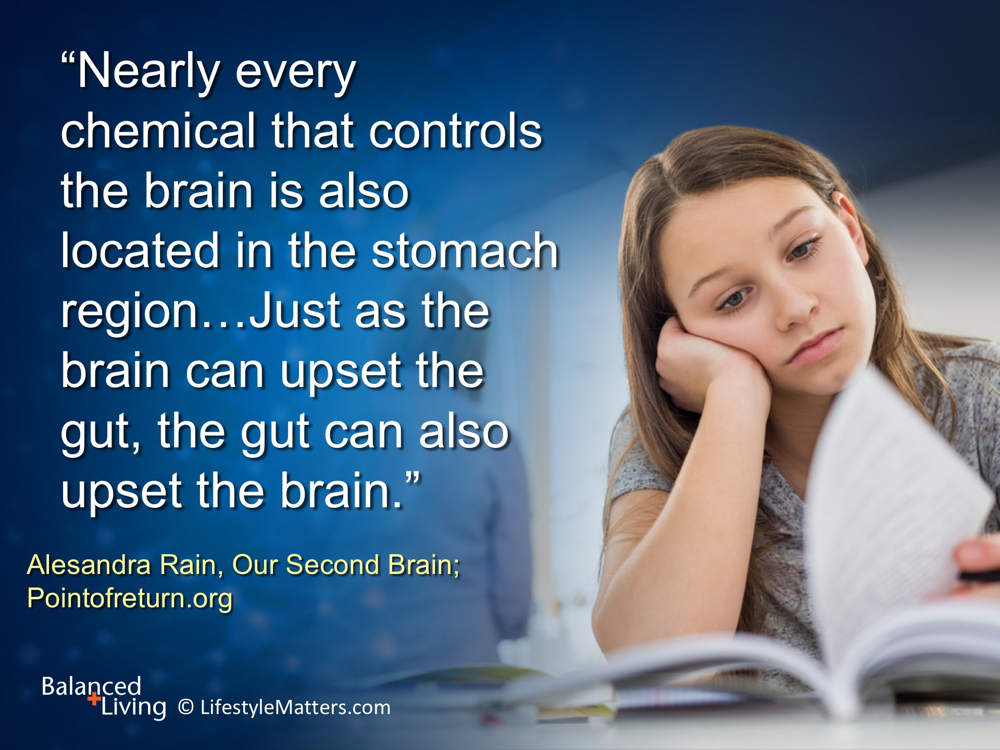 “Nearly every
chemical that controls
the brain is also
located in the stomach
region…Just as the
brain can upset the
gut, the gut can also
upset the brain.”
Alesandra Rain, Our Second Brain;
Pointofreturn.org
Balanced
+Living © LifestyleMatters.com